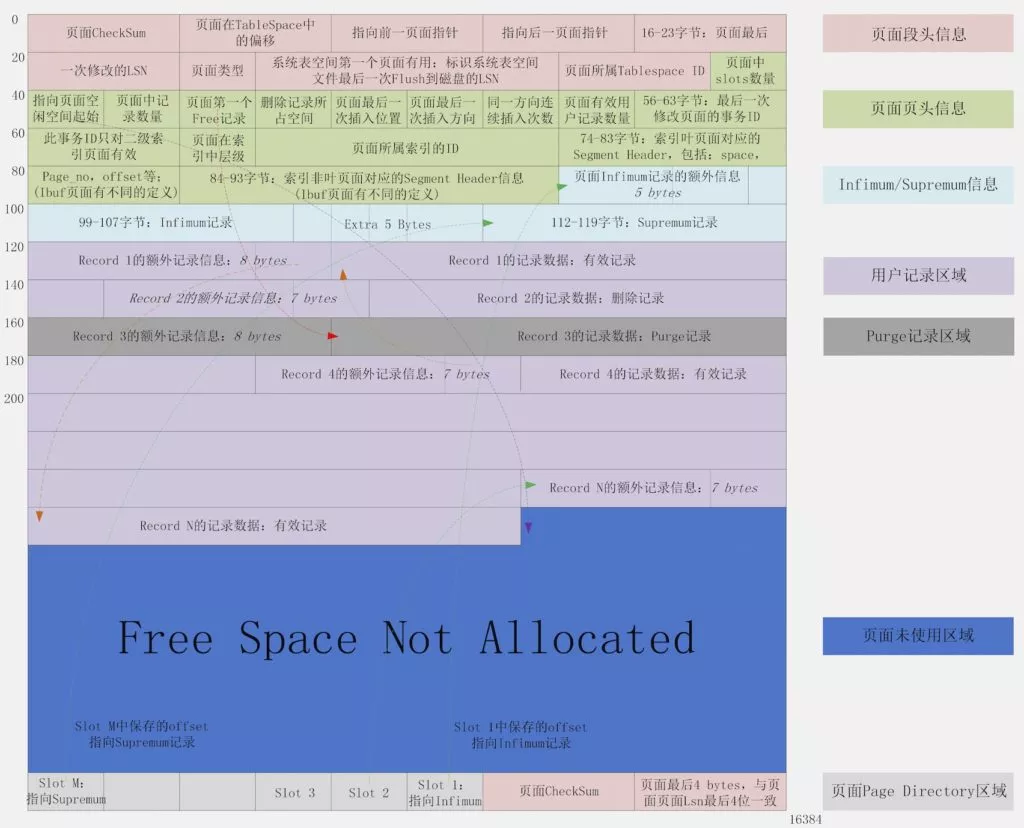 0
页面CheckSum
页面在TableSpace中
的偏移
指向前一页面指针
指向后一页面指针
16-23字节: 页面最后
页面段头信息
20
一次修改的LSN
页面类型
系统表空间第一个页面有用: 标识系统表空间
文件最后一次Flush到磁盘的LSN
页面所属Tablespace ID
页面中
slots数量
40
指向页面空
闲空间起始
页面中记
录数量
页面第一个
Free记录
删除记录所
占空间
页面最后一
次插入位置
页面最后一
次插入方向
同一方向连
续插入次数
页面有效用
户记录数量
56-63字节: 最后一次
修改页面的事务ID
页面页头信息
60
此事务ID只对二级索
引页面有效
页面在索
引中层级
页面所属索引的ID
74-83字节: 索引叶页面对应的
Segment Header, 包括: space,
80
Page_no, offset等;
(Ibuf页面有不同的定义)
84-93字节: 索引非叶页面对应的Segment Header信息
(Ibuf页面有不同的定义)
页面Infimum记录的额外信息
5 bytes
Infimum/Supremum信息
100
99-107字节: Infimum记录
Extra 5 Bytes
112-119字节: Supremum记录
120
Record 1的额外记录信息: 8 bytes
Record 1的记录数据: 有效记录
用户记录区域
140
Record 2的额外记录信息: 7 bytes
Record 2的记录数据: 删除记录
160
Record 3的额外记录信息: 8 bytes
Record 3的记录数据: Purge记录
Purge记录区域
180
Record 4的额外记录信息: 7 bytes
Record 4的记录数据: 有效记录
200
Record N的额外记录信息: 7 bytes
Record N的记录数据: 有效记录
Free Space Not Allocated
页面未使用区域
Slot M中保存的offset
指向Supremum记录
Slot 1中保存的offset
指向Infimum记录
Slot M:
指向Supremum
Slot 3
Slot 2
Slot 1:
指向Infimum
页面CheckSum
页面最后4 bytes, 与页
页面Lsn最后4位一致
页面Page Directory区域
16384